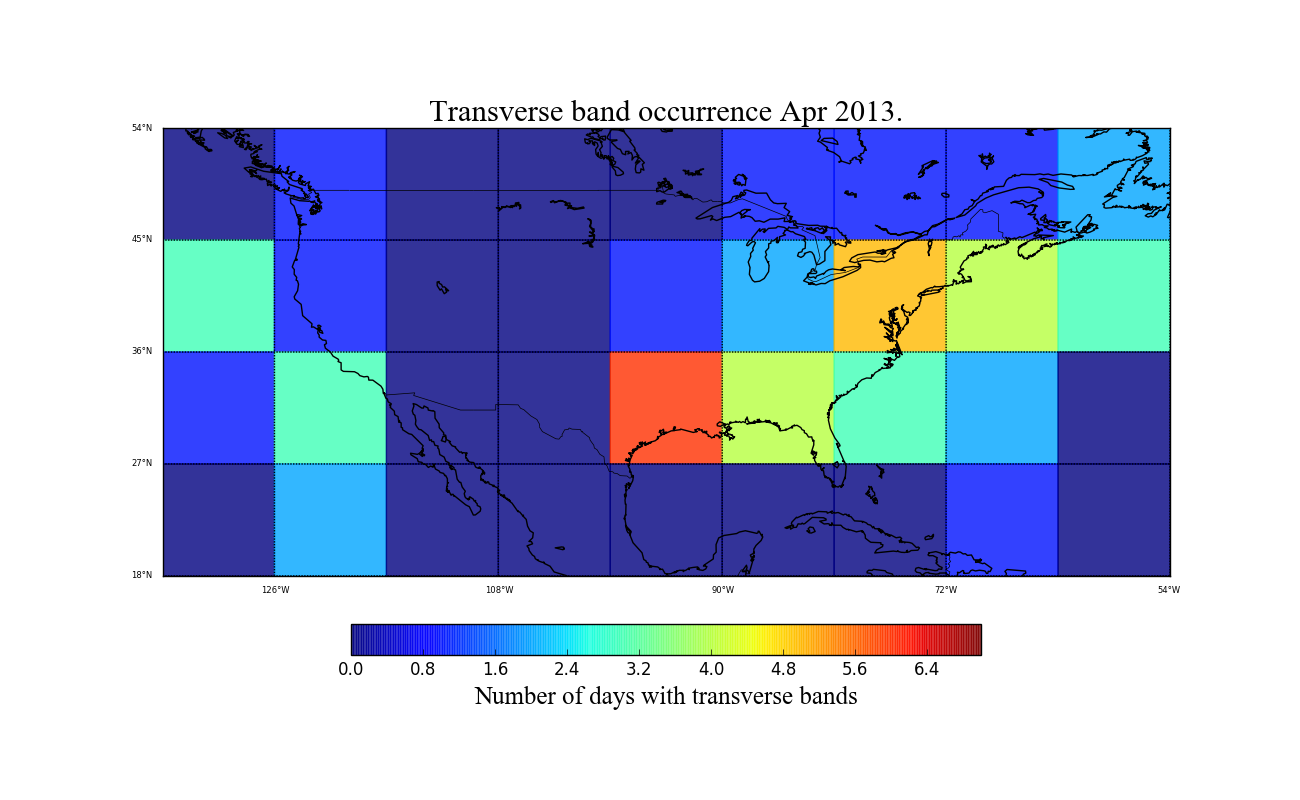 Transverse band occurrence Apr 2013.
54°N
45°N
36°N
27°N
18°N
126°W 108°W 90°W 72°W 54°W
0.0 0.8 1.6 2.4 3.2 4.0 4.8 5.6 6.4
Number of days with transverse bands